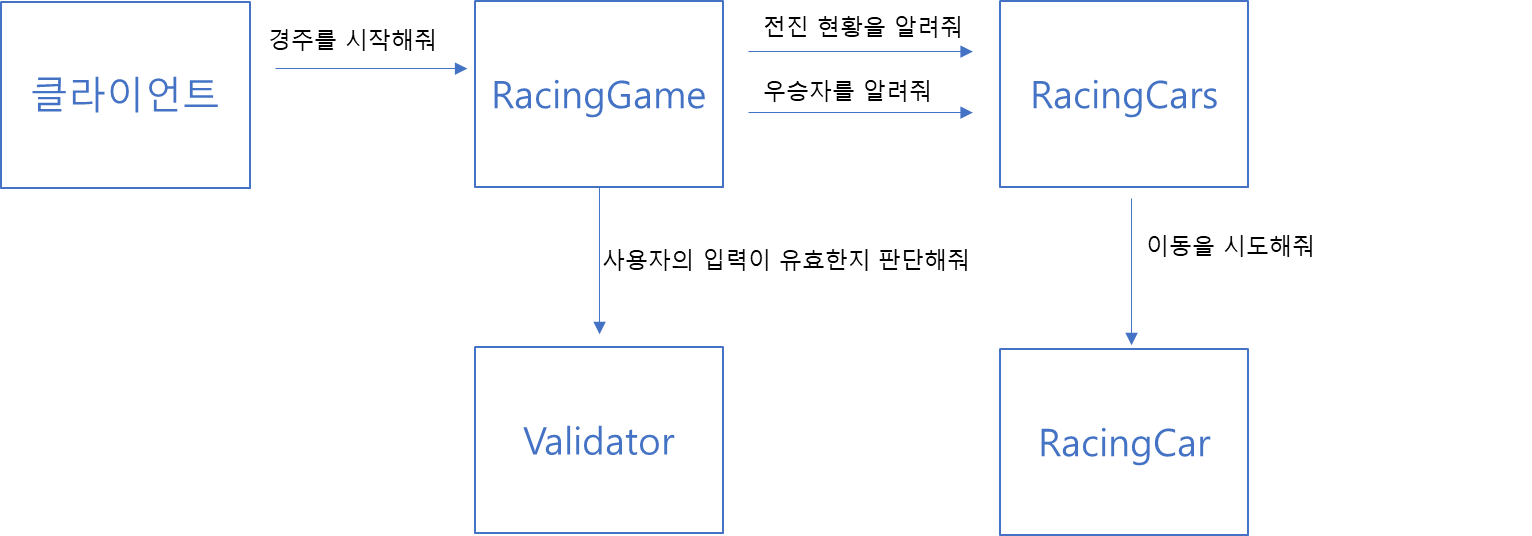 클라이언트
경주를 시작해줘
RacingGame
전진 현황을 알려줘
우승자를 알려줘
RacingCars
사용자의 입력이 유효한지 판단해줘
이동을 시도해줘
Validator
RacingCar